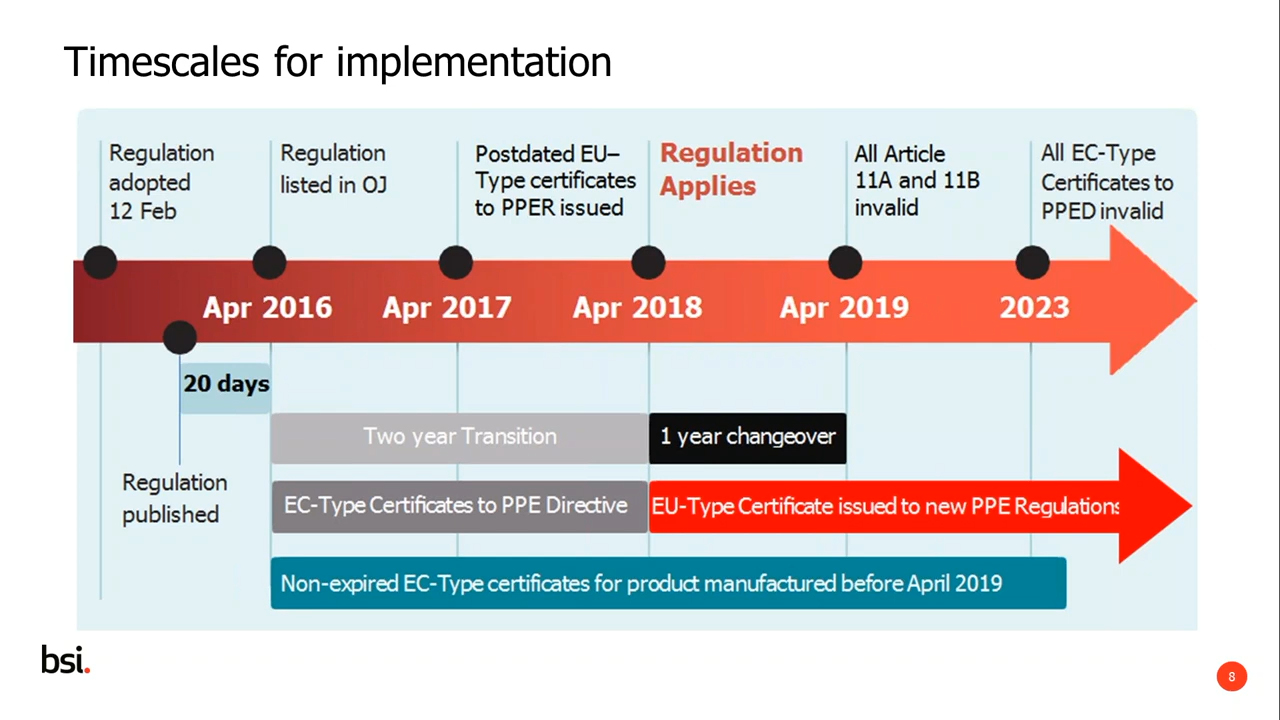 Timescales for implementation
Regulation
adopted
12 Feb
Regulation
listed in OJ
Postdated EU–
Type certificates
to PPER issued
Regulation
Applies
All Article
11A and 11B
invalid
All EC-Type
Certificates to
PPED invalid
Apr 2016
Apr 2017
Apr 2018
Apr 2019
2023
20 days
Two year Transition
1 year changeover
Regulation
published
EC-Type Certificates to PPE Directive
EU-Type Certificate issued to new PPE Regulations
Non-expired EC-Type certificates for product manufactured before April 2019
bsi.
8